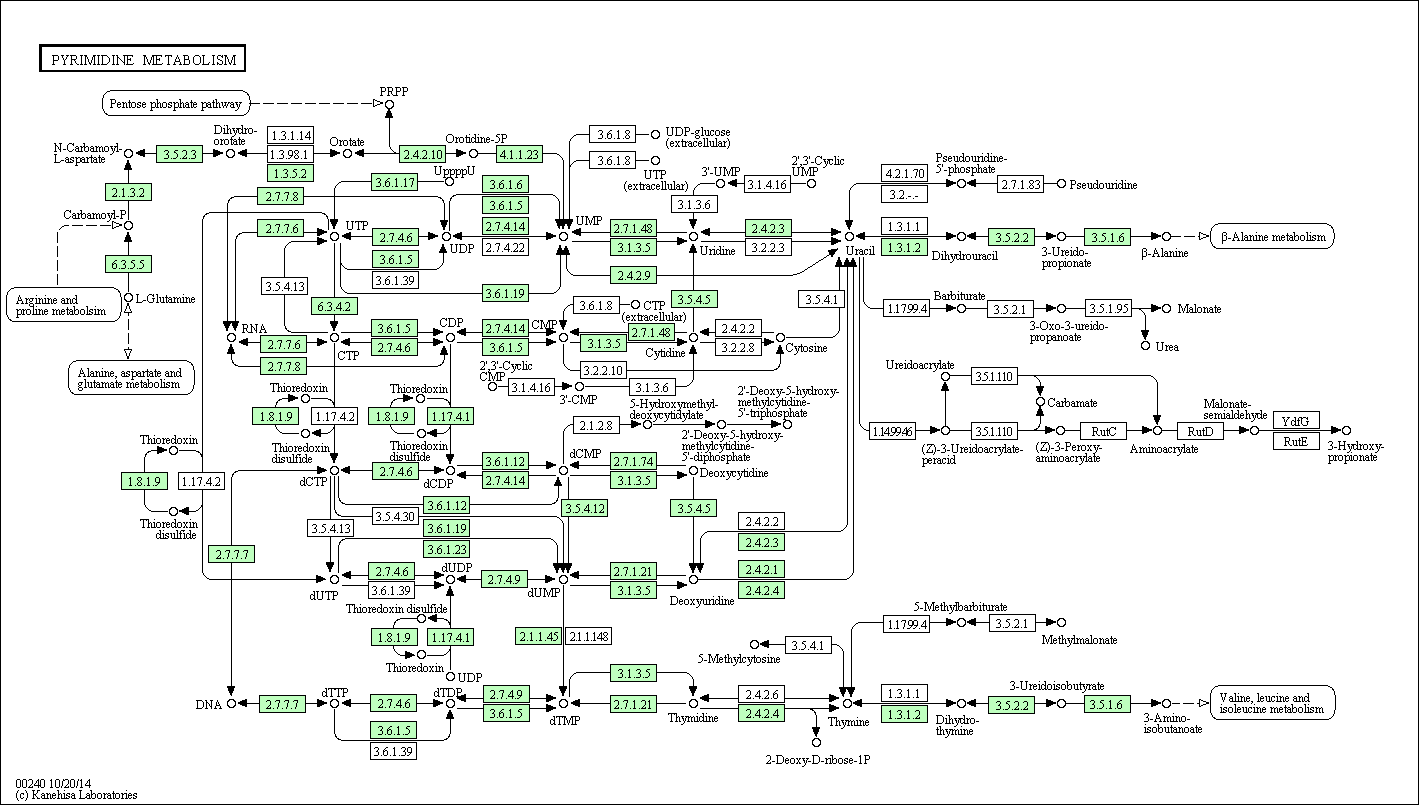 PYRIMIDINE METABOLISM
Pentose phosphate pathway
PRPP
N-Carbamoyl-
L-aspartate
3.5.2.3
Dihydro-
orotate
1.3.1.14
1.3.98.1
1.3.5.2
Orotate
2.4.2.10
Orotidine-5P
4.1.1.23
3.6.1.8
UDP-glucose
(extracellular)
3.6.1.8
UTP
(extracellular)
3'-UMP
3.1.4.16
2',3'-Cyclic
UMP
3.1.3.6
4.2.1.70
3.2.-.-
Pseudouridine-
5'-phosphate
2.7.1.83
Pseudouridine
2.1.3.2
Carbamoyl-P
6.3.5.5
L-Glutamine
Arginine and
proline metabolsim
Alanine, aspartate and
glutamate metabolism
2.7.7.8
3.6.1.17
UppppU
3.6.1.6
3.6.1.5
2.7.7.6
UTP
2.7.4.6
3.6.1.5
3.6.1.39
UDP
2.7.4.14
2.7.4.22
UMP
2.7.1.48
3.1.3.5
Uridine
2.4.2.3
3.2.2.3
Uracil
1.3.1.1
1.3.1.2
Dihydrouracil
3.5.2.2
3-Ureido-
propionate
3.5.1.6
β-Alanine
β-Alanine metabolism
2.4.2.9
3.5.4.13
6.3.4.2
3.6.1.19
3.6.1.8
CTP
(extracellular)
3.5.4.5
3.5.4.1
1.1.99.4
Barbiturate
3.5.2.1
3-Oxo-3-ureido-
propanoate
3.5.1.95
Malonate
Urea
RNA
2.7.7.6
2.7.7.8
CTP
3.6.1.5
2.7.4.6
CDP
2.7.4.14
3.6.1.5
CMP
2.7.1.48
3.1.3.5
Cytidine
2.4.2.2
3.2.2.8
Cytosine
3.2.2.10
2',3'-Cyclic
CMP
3.1.4.16
3'-CMP
3.1.3.6
Ureidoacrylate
3.5.1.110
Carbamate
1.14.99.46
(Z)-3-Ureidoacrylate-
peracid
3.5.1.110
(Z)-3-Peroxy-
aminoacrylate
RutC
Aminoacrylate
RutD
Malonate-
semialdehyde
YdfG
RutE
3-Hydroxy-
propionate
Thioredoxin
1.8.1.9
1.17.4.2
Thioredoxin
disulfide
Thioredoxin
1.8.1.9
1.17.4.1
Thioredoxin
disulfide
5-Hydroxymethyl-
deoxycytidylate
2.1.2.8
2'-Deoxy-5-hydroxy-
methylcytidine-
5'-triphosphate
2'-Deoxy-5-hydroxy-
methylcytidine-
5'-diphosphate
Thioredoxin
1.8.1.9
1.17.4.2
Thioredoxin
disulfide
dCTP
2.7.4.6
dCDP
3.6.1.12
2.7.4.14
dCMP
2.7.1.74
3.1.3.5
Deoxycytidine
3.6.1.12
3.5.4.30
3.5.4.13
3.6.1.19
3.6.1.23
3.5.4.12
3.5.4.5
2.4.2.2
2.4.2.3
2.7.7.7
dUTP
2.7.4.6
3.6.1.39
dUDP
2.7.4.9
dUMP
2.7.1.21
3.1.3.5
Deoxyuridine
2.4.2.1
2.4.2.4
Thioredoxin disulfide
1.8.1.9
1.17.4.1
Thioredoxin
UDP
2.1.1.45
2.1.1.148
5-Methylcytosine
3.5.4.1
1.1.99.4
5-Methylbarbiturate
3.5.2.1
Methylmalonate
DNA
2.7.7.7
dTTP
2.7.4.6
3.6.1.5
3.6.1.39
dTDP
2.7.4.9
3.6.1.5
dTMP
3.1.3.5
2.7.1.21
Thymidine
2.4.2.6
2.4.2.4
2-Deoxy-D-ribose-1P
Thymine
1.3.1.1
1.3.1.2
Dihydro-
thymine
3.5.2.2
3-Ureidoisobutyrate
3.5.1.6
3-Amino-
isobutanoate
Valine, leucine and
isoleucine metabolism
00240 10/20/14
(c) Kanehisa Laboratories